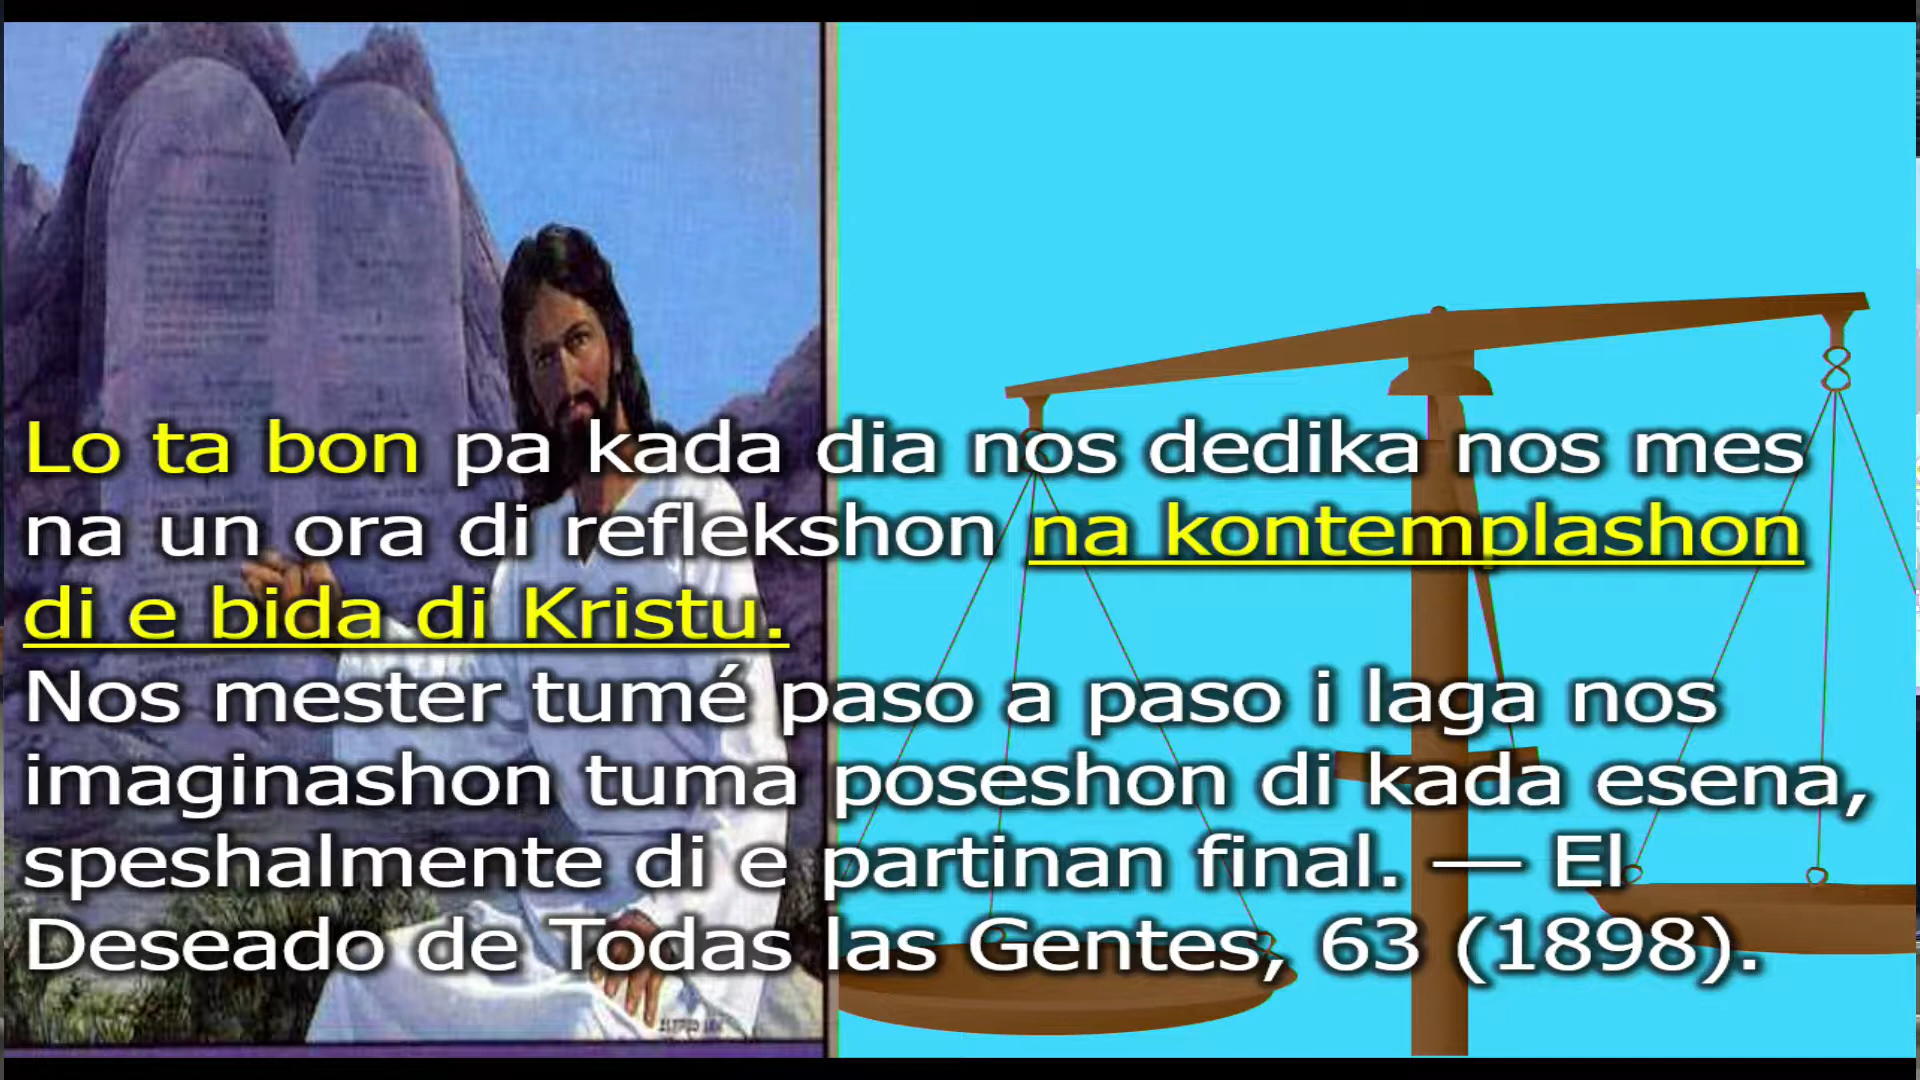 Lo ta bon pa kada dia nos dedika nos mes
na un ora di reflekshon na kontemplashon
di e bida di Kristu.
Nos mester tumé paso a paso i laga nos
imaginashon tuma poseshon di kada esena,
speshalmente di e partinan final. — El
Deseado de Todas las Gentes, 63 (1898).